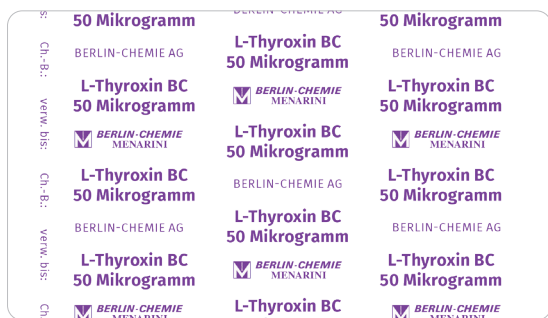 s:
Ch.-B.:
verw. bis:
Ch.-B.:
verw. bis:
Ch
50 Mikrogramm
BERLIN-CHEMIE AG
L-Thyroxin BC
50 Mikrogramm
BERLIN-CHEMIE
MENARINI
L-Thyroxin BC
50 Mikrogramm
BERLIN-CHEMIE AG
L-Thyroxin BC
50 Mikrogramm
BERLIN-CHEMIE
MENARINI
BERLIN-CHEMIE AG
L-Thyroxin BC
50 Mikrogramm
BERLIN-CHEMIE
MENARINI
L-Thyroxin BC
50 Mikrogramm
BERLIN-CHEMIE AG
L-Thyroxin BC
50 Mikrogramm
BERLIN-CHEMIE
MENARINI
L-Thyroxin BC
50 Mikrogramm
BERLIN-CHEMIE AG
L-Thyroxin BC
50 Mikrogramm
BERLIN-CHEMIE
MENARINI
L-Thyroxin BC
50 Mikrogramm
BERLIN-CHEMIE AG
L-Thyroxin BC
50 Mikrogramm
BERLIN-CHEMIE
MENARINI